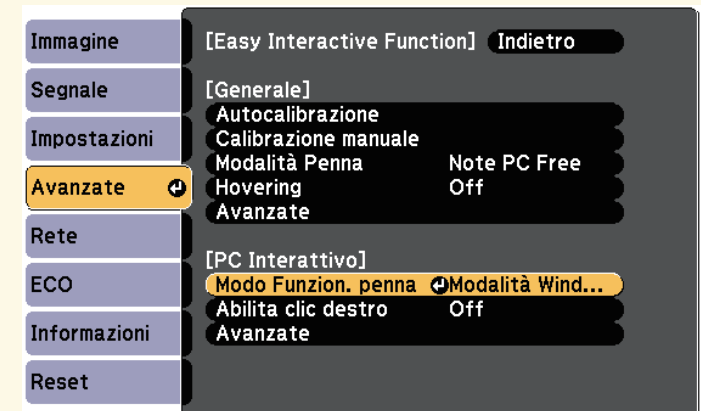 Immagine
Segnale
Impostazioni
Avanzate
Rete
ECO
Informazioni
Reset
[Easy Interactive Function] Indietro
[Generale]
Autocalibrazione
Calibrazione manuale
Modalità Penna Note PC Free
Hovering Off
Avanzate
[PC Interattivo]
Modo Funzion. penna Modalità Wind...
Abilita clic destro Off
Avanzate